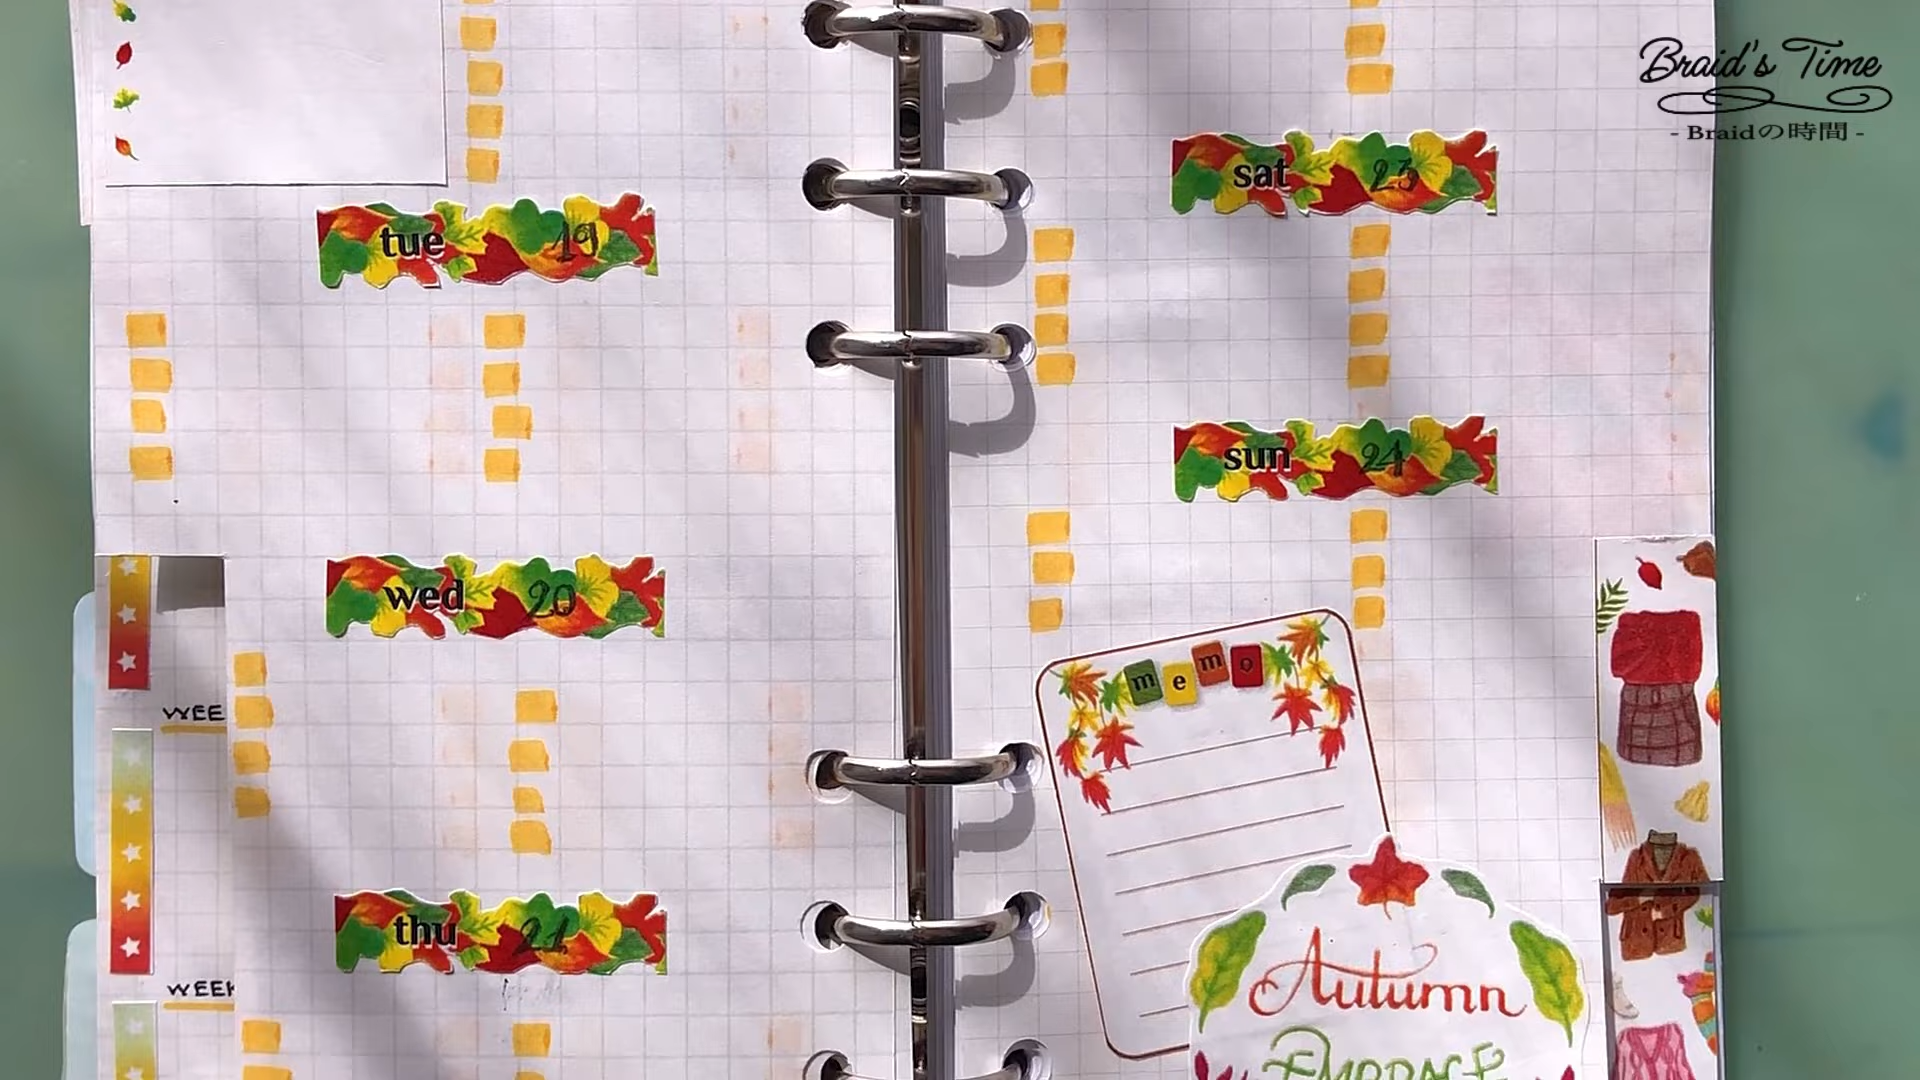 Braid's Time
- Braidの時間 -
tue 19
sat 23
wed 20
sun 24
thu 21
WEE
WEEK
memo
Autumn
EMBRACE